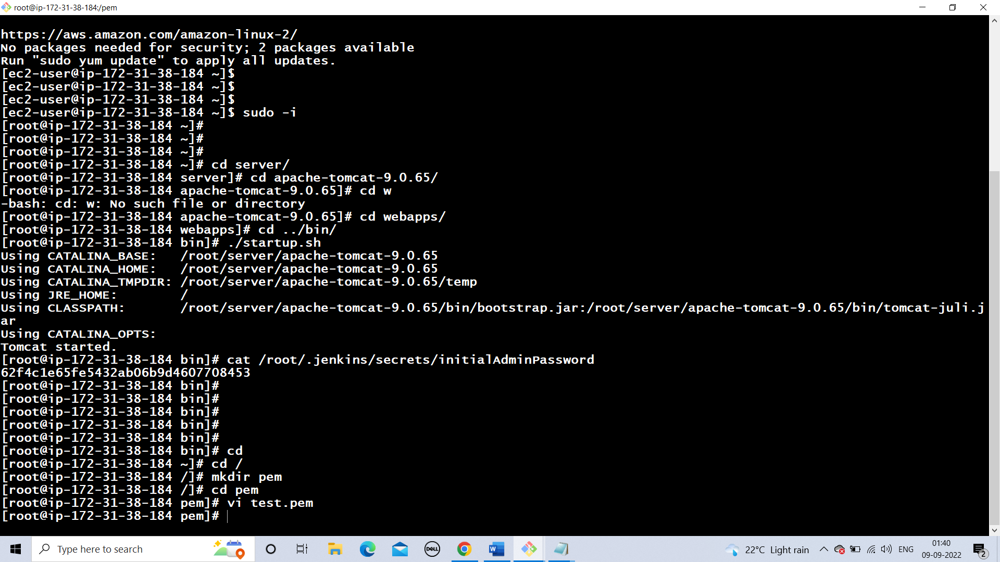 root@ip-172-31-38-184:/pem
https://aws.amazon.com/amazon-linux-2/
No packages needed for security; 2 packages available
Run "sudo yum update" to apply all updates.
[ec2-user@ip-172-31-38-184 ~]$
[ec2-user@ip-172-31-38-184 ~]$
[ec2-user@ip-172-31-38-184 ~]$
[ec2-user@ip-172-31-38-184 ~]$ sudo -i
[root@ip-172-31-38-184 ~]#
[root@ip-172-31-38-184 ~]#
[root@ip-172-31-38-184 ~]#
[root@ip-172-31-38-184 ~]# cd server/
[root@ip-172-31-38-184 server]# cd apache-tomcat-9.0.65/
[root@ip-172-31-38-184 apache-tomcat-9.0.65]# cd w
-bash: cd: w: No such file or directory
[root@ip-172-31-38-184 apache-tomcat-9.0.65]# cd webapps/
[root@ip-172-31-38-184 webapps]# cd ../bin/
[root@ip-172-31-38-184 bin]# ./startup.sh
Using CATALINA_BASE:   /root/server/apache-tomcat-9.0.65
Using CATALINA_HOME:   /root/server/apache-tomcat-9.0.65
Using CATALINA_TMPDIR: /root/server/apache-tomcat-9.0.65/temp
Using JRE_HOME:        /
Using CLASSPATH:       /root/server/apache-tomcat-9.0.65/bin/bootstrap.jar:/root/server/apache-tomcat-9.0.65/bin/tomcat-juli.j
ar
Using CATALINA_OPTS:
Tomcat started.
[root@ip-172-31-38-184 bin]# cat /root/.jenkins/secrets/initialAdminPassword
62f4c1e65fe5432ab06b9d4607708453
[root@ip-172-31-38-184 bin]#
[root@ip-172-31-38-184 bin]#
[root@ip-172-31-38-184 bin]#
[root@ip-172-31-38-184 bin]#
[root@ip-172-31-38-184 bin]#
[root@ip-172-31-38-184 bin]# cd
[root@ip-172-31-38-184 ~]# cd /
[root@ip-172-31-38-184 /]# mkdir pem
[root@ip-172-31-38-184 /]# cd pem
[root@ip-172-31-38-184 pem]# vi test.pem
[root@ip-172-31-38-184 pem]#
Type here to search
DELL
W
22°C Light rain
ENG
01:40
09-09-2022
2